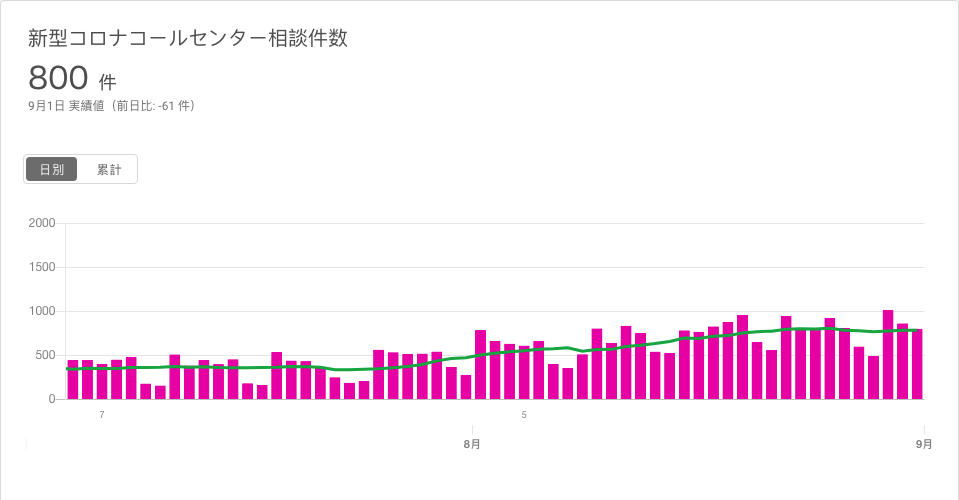 新型コロナコールセンター相談件数
800 件
9月1日 実績値（前日比: -61 件）
日別 累計
2000
1500
1000
500
0
7 5
8月 9月